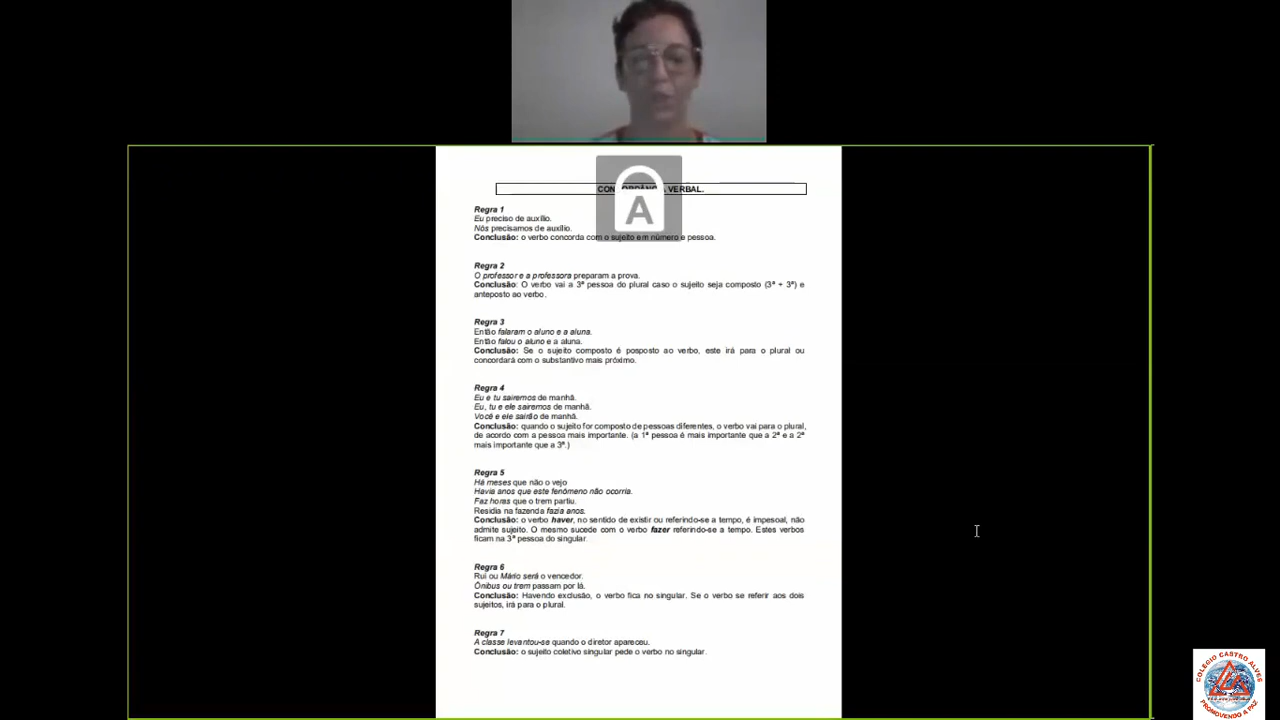 CONCORDÂNCIA VERBAL.
A
Regra 1
Eu preciso de auxílio.
Nós precisamos de auxílio.
Conclusão: o verbo concorda com o sujeito em número e pessoa.
Regra 2
O professor e a professora preparam a prova.
Conclusão: O verbo vai a 3ª pessoa do plural caso o sujeito seja composto (3ª + 3ª) e
anteposto ao verbo.
Regra 3
Então falaram o aluno e a aluna.
Então falou o aluno e a aluna.
Conclusão: Se o sujeito composto é posposto ao verbo, este irá para o plural ou
concordará com o substantivo mais próximo.
Regra 4
Eu e tu sairemos de manhã.
Eu, tu e ele sairemos de manhã.
Você e ele sairão de manhã.
Conclusão: quando o sujeito for composto de pessoas diferentes, o verbo vai para o plural,
de acordo com a pessoa mais importante. (a 1ª pessoa é mais importante que a 2ª e a 2ª
mais importante que a 3ª.)
Regra 5
Há meses que não o vejo
Havia anos que este fenômeno não ocorria.
Faz horas que o trem partiu.
Residia na fazenda fazia anos.
Conclusão: o verbo haver, no sentido de existir ou referindo-se a tempo, é impesoal, não
admite sujeito. O mesmo sucede com o verbo fazer referindo-se a tempo. Estes verbos
ficam na 3ª pessoa do singular.
Regra 6
Rui ou Mário será o vencedor.
Ônibus ou trem passam por lá.
Conclusão: Havendo exclusão, o verbo fica no singular. Se o verbo se referir aos dois
sujeitos, irá para o plural.
Regra 7
A classe levantou-se quando o diretor apareceu.
Conclusão: o sujeito coletivo singular pede o verbo no singular.
COLÉGIO CASTRO ALVES
PROMOVENDO A PAZ